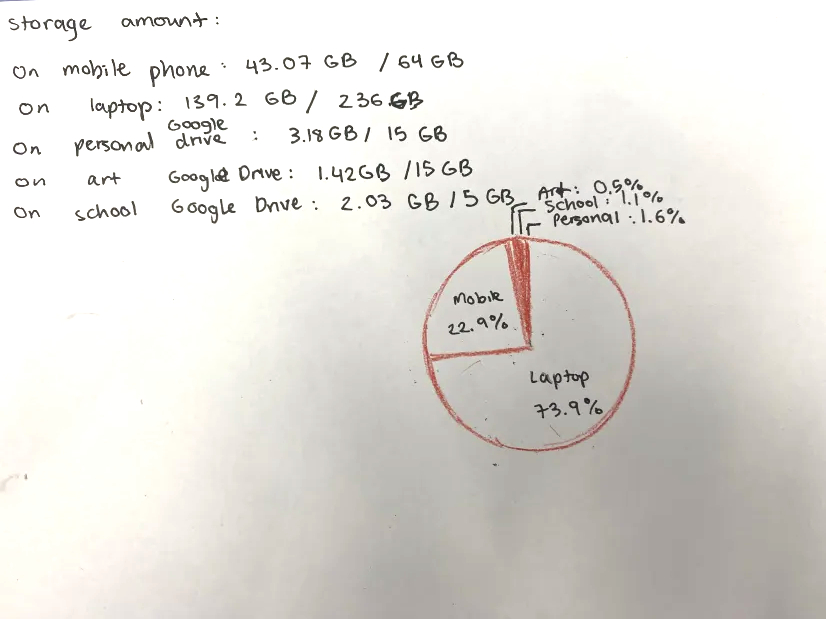 Storage amount:
On mobile phone: 43.07 GB / 64 GB
On laptop: 139.2 GB / 236 GB
On personal Google drive: 3.18 GB / 15 GB
On art Google Drive: 1.42 GB / 15 GB
On school Google Drive: 2.03 GB / 5 GB
Art: 0.5%
School: 1.1%
Personal: 1.6%
Mobile
22.9%
Laptop
73.9%